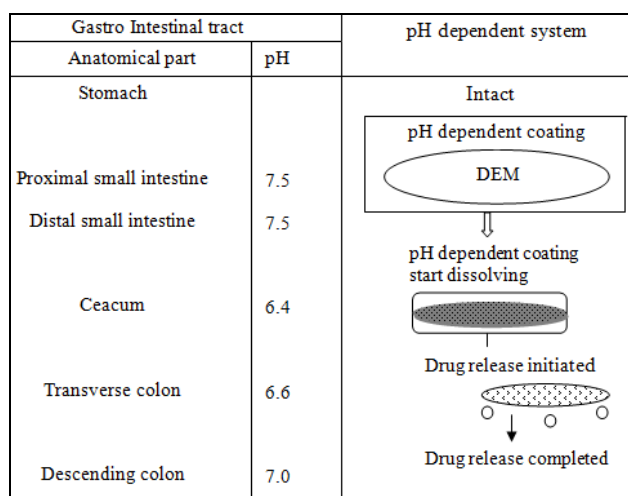 Gastro Intestinal tract
pH dependent system
Anatomical part
pH
Stomach
Intact
pH dependent coating
DEM
Proximal small intestine
7.5
Distal small intestine
7.5
pH dependent coating
start dissolving
Ceacum
6.4
Drug release initiated
Transverse colon
6.6
Drug release completed
Descending colon
7.0